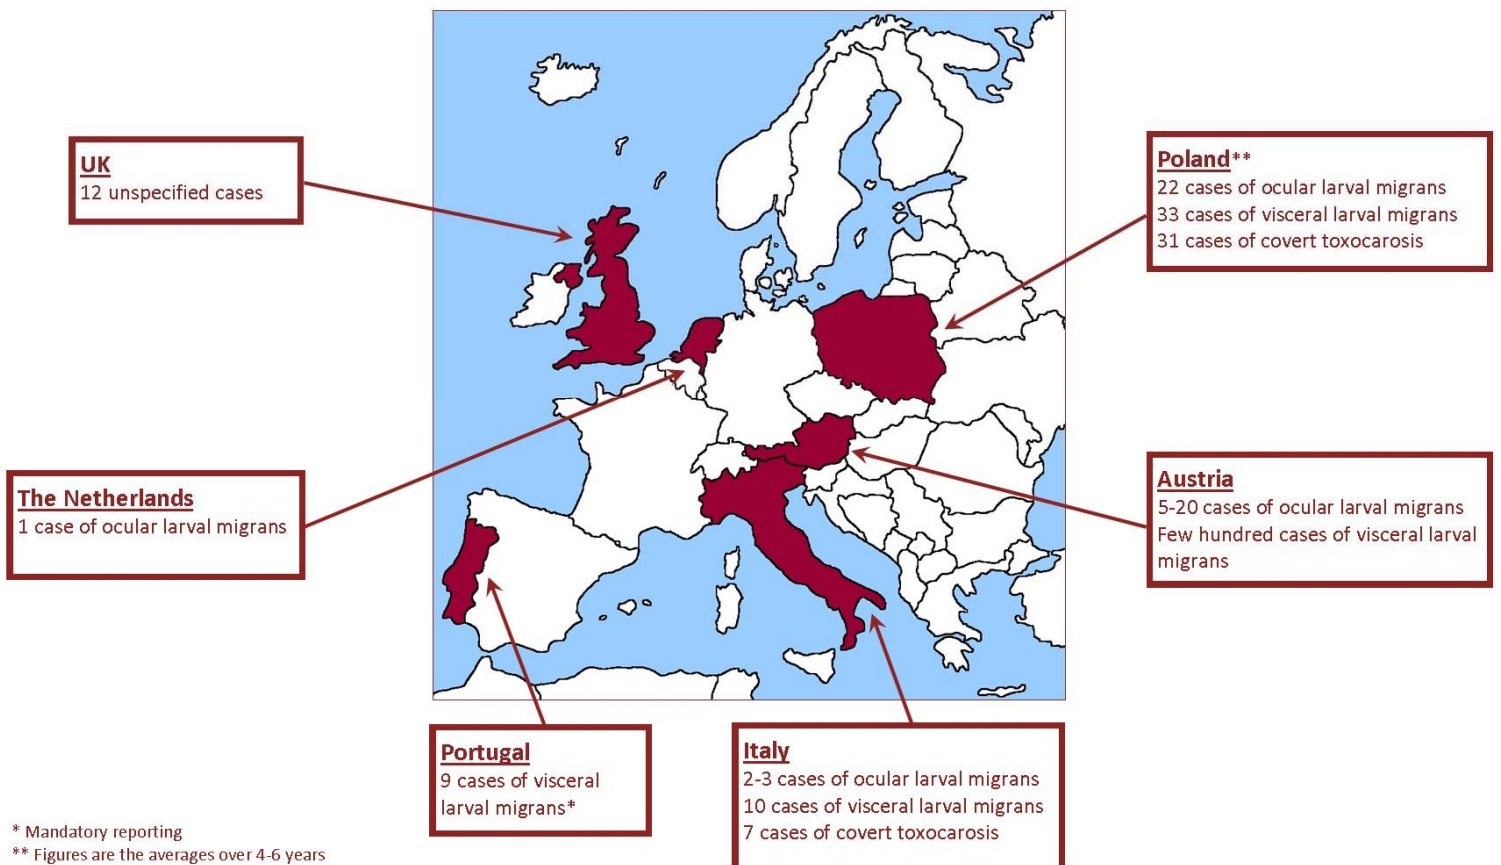 UK
12 unspecified cases
Poland**
22 cases of ocular larval migrans
33 cases of visceral larval migrans
31 cases of covert toxocarosis
The Netherlands
1 case of ocular larval migrans
Austria
5-20 cases of ocular larval migrans
Few hundred cases of visceral larval
migrans
Portugal
9 cases of visceral
larval migrans*
Italy
2-3 cases of ocular larval migrans
10 cases of visceral larval migrans
7 cases of covert toxocarosis
* Mandatory reporting
** Figures are the averages over 4-6 years